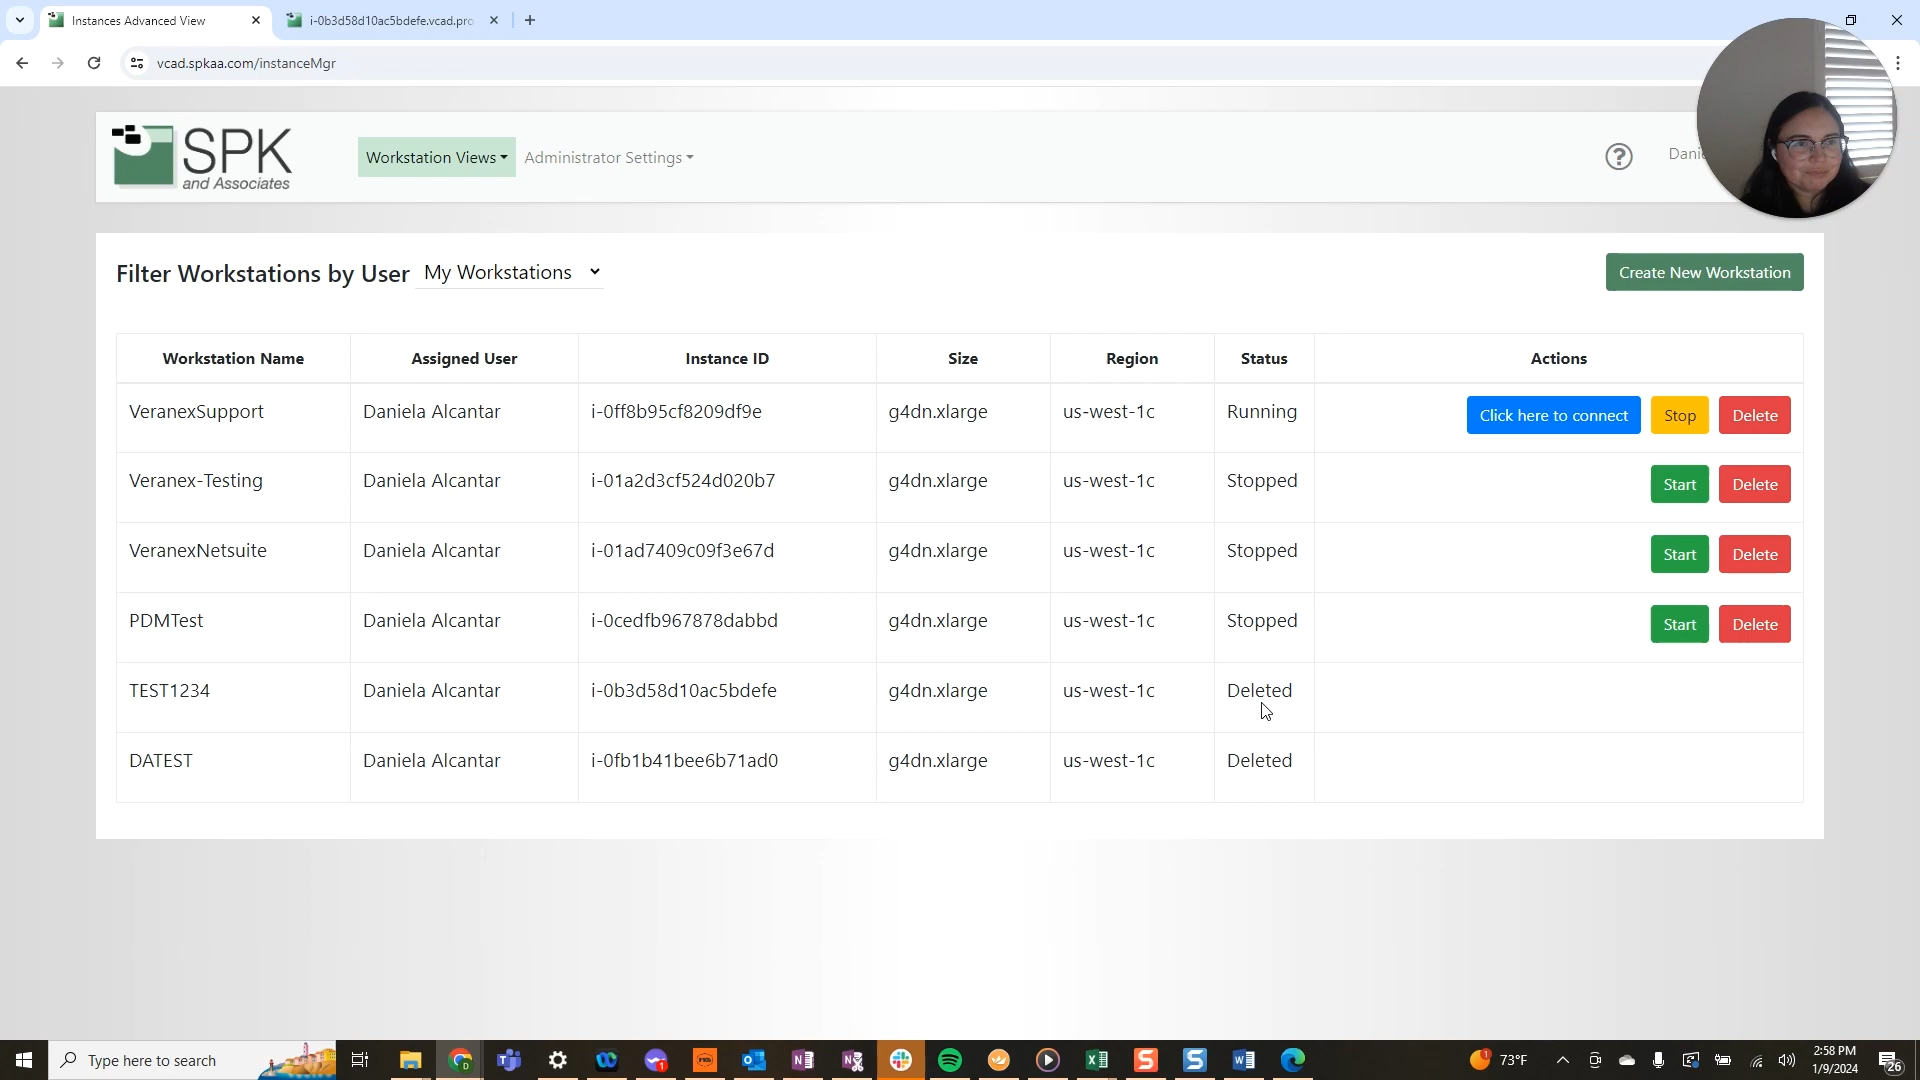 Instances Advanced View
i-0b3d58d10ac5bdefe.vcad.pro
vcad.spkaa.com/instanceMgr
SPK
and Associates
Workstation Views
Administrator Settings
Filter Workstations by User My Workstations
Create New Workstation
Workstation Name Assigned User Instance ID Size Region Status Actions
VeranexSupport Daniela Alcantar i-0ff8b95cf8209df9e g4dn.xlarge us-west-1c Running Click here to connect Stop Delete
Veranex-Testing Daniela Alcantar i-01a2d3cf524d020b7 g4dn.xlarge us-west-1c Stopped Start Delete
VeranexNetsuite Daniela Alcantar i-01ad7409c09f3e67d g4dn.xlarge us-west-1c Stopped Start Delete
PDMTest Daniela Alcantar i-0cedfb967878dabbd g4dn.xlarge us-west-1c Stopped Start Delete
TEST1234 Daniela Alcantar i-0b3d58d10ac5bdefe g4dn.xlarge us-west-1c Deleted
DATEST Daniela Alcantar i-0fb1b41bee6b71ad0 g4dn.xlarge us-west-1c Deleted
Type here to search
73°F
2:58 PM
1/9/2024
26